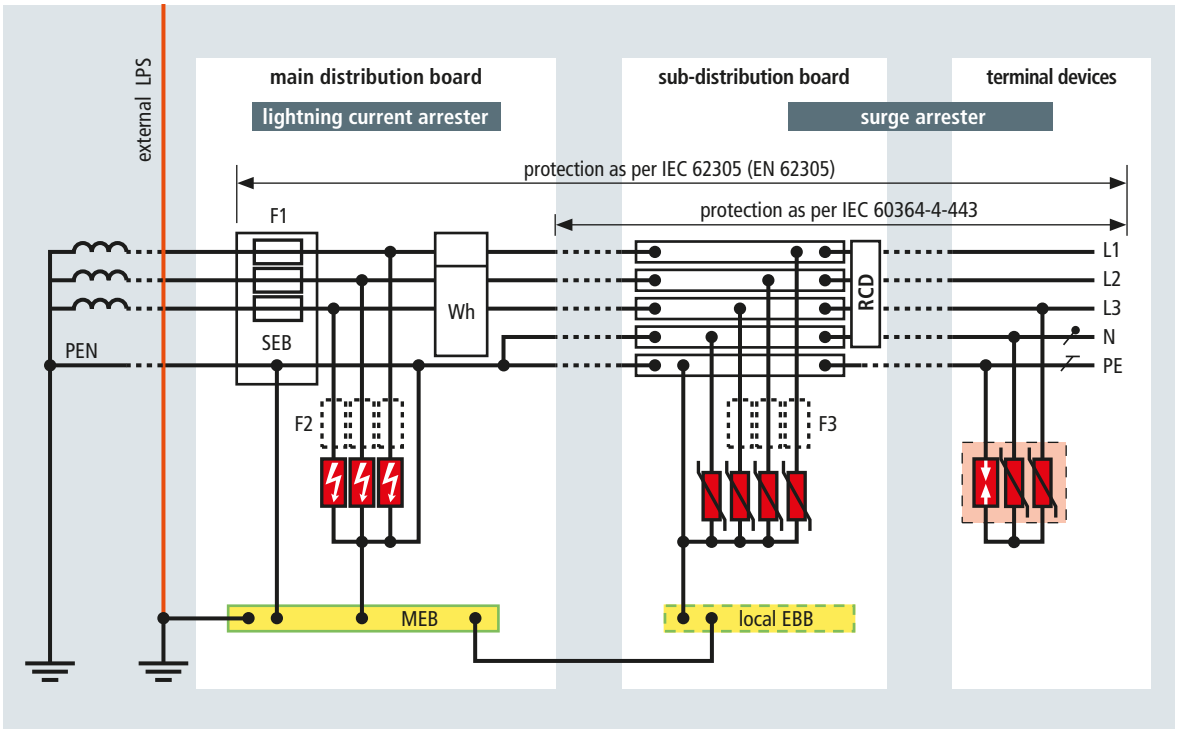 external LPS
main distribution board
sub-distribution board
terminal devices
lightning current arrester
surge arrester
protection as per IEC 62305 (EN 62305)
protection as per IEC 60364-4-443
F1
L1
L2
L3
N
PE
Wh
RCD
SEB
PEN
F2
F3
MEB
local EBB